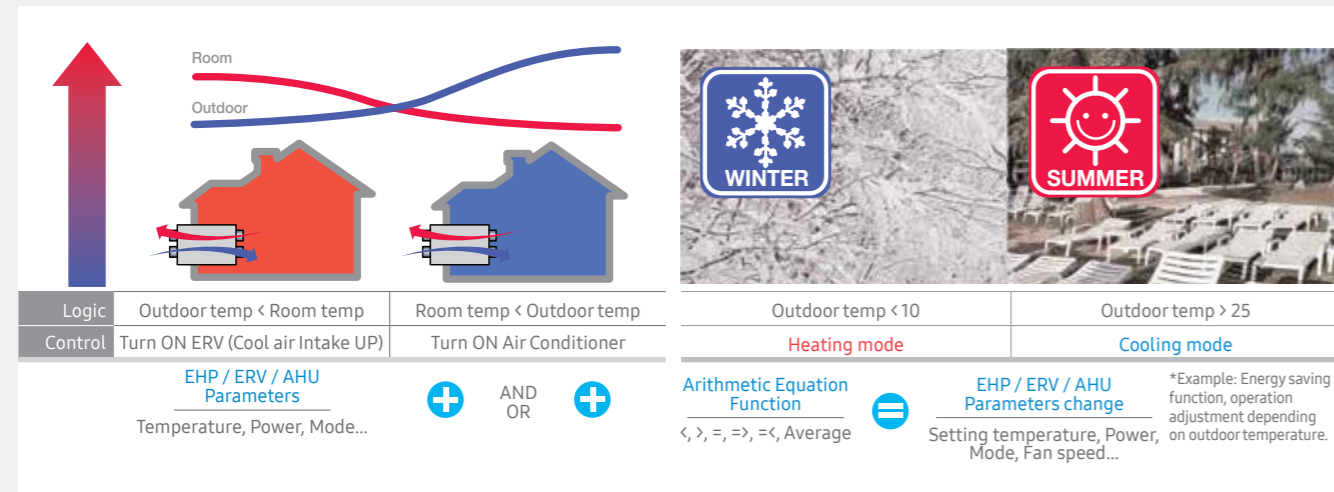 Room
Outdoor
WINTER
SUMMER
Logic
Outdoor temp < Room temp
Room temp < Outdoor temp
Outdoor temp <10
Outdoor temp > 25
Control
Turn ON ERV (Cool air Intake UP)
Turn ON Air Conditioner
Heating mode
Cooling mode
EHP / ERV / AHU
Parameters
Temperature, Power, Mode...
AND
OR
Arithmetic Equation
Function
<, >, =, =>, =<, Average
EHP / ERV / AHU
Parameters change
Setting temperature, Power,
Mode, Fan speed...
*Example: Energy saving
function, operation
adjustment depending
on outdoor temperature.